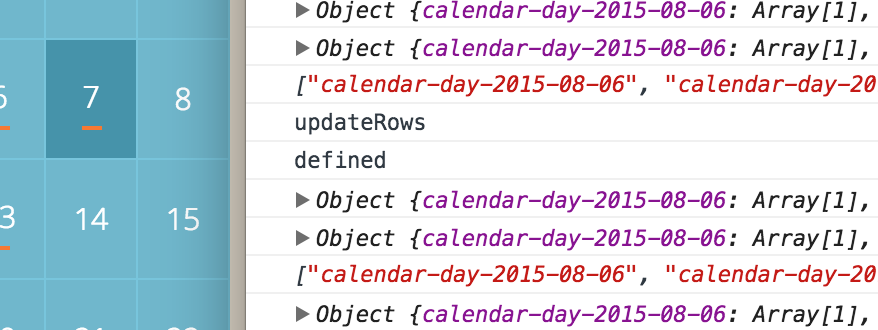 6 7 8
3 14 15
▶ Object {calendar-day-2015-08-06: Array[1],
▶ Object {calendar-day-2015-08-06: Array[1],
["calendar-day-2015-08-06", "calendar-day-20
updateRows
defined
▶ Object {calendar-day-2015-08-06: Array[1],
▶ Object {calendar-day-2015-08-06: Array[1],
["calendar-day-2015-08-06", "calendar-day-20
▶ Object {calendar-day-2015-08-06: Array[1],